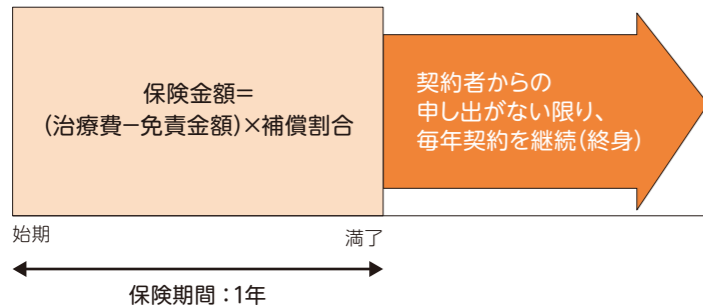 保険金額=
(治療費−免責金額)×補償割合
契約者からの
申し出がない限り、
毎年契約を継続(終身)
始期
満了
保険期間：1年